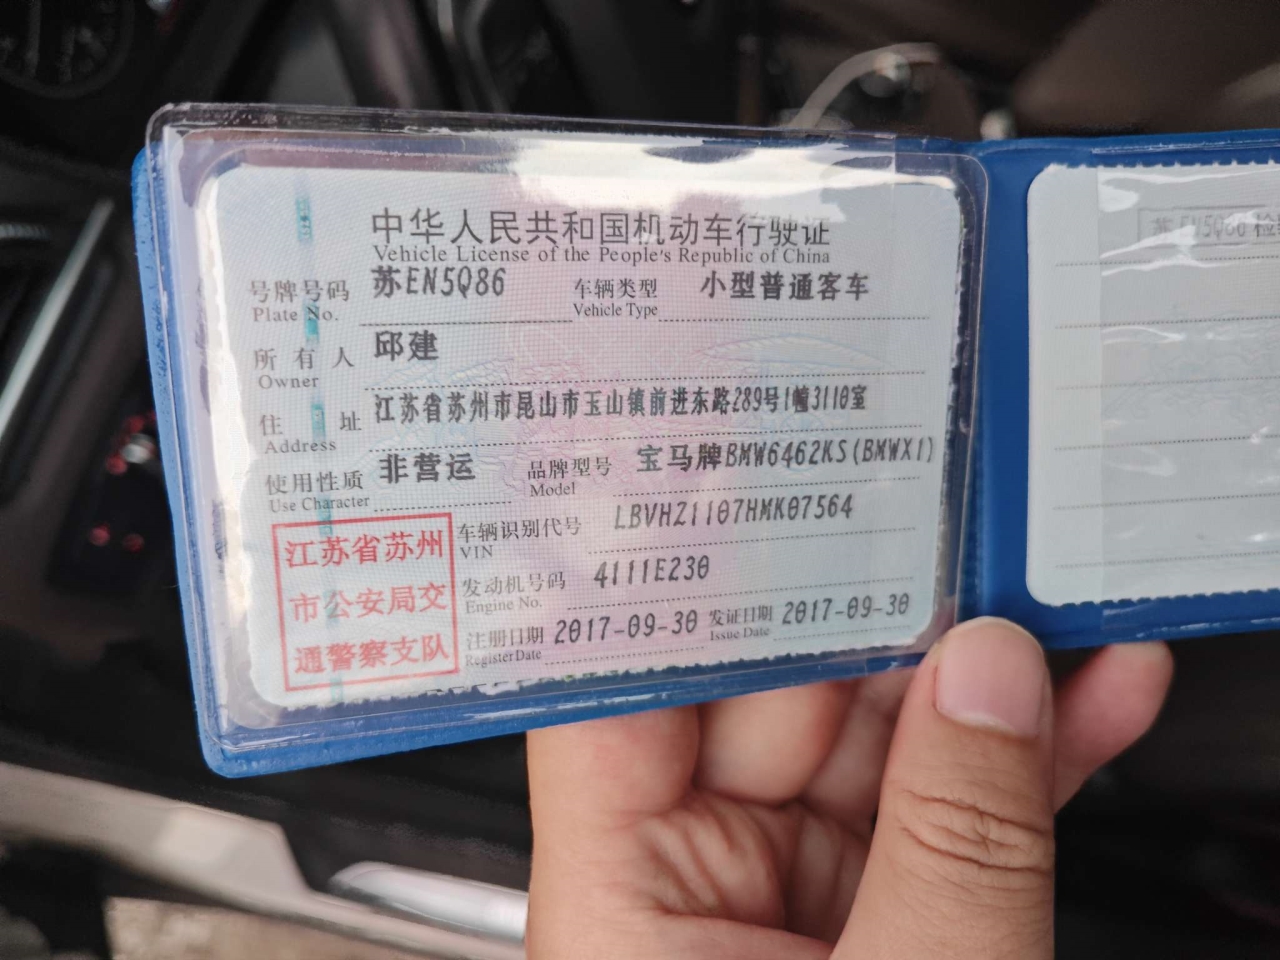 中华人民共和国机动车行驶证
Vehicle License of the People's Republic of China
号牌号码 苏EN5Q86 车辆类型 小型普通客车
Plate No. Vehicle Type
所有人 邱建
Owner
住址 江苏省苏州市昆山市玉山镇前进东路289号1幢3110室
Address
使用性质 非营运 品牌型号 宝马牌BMW6462KS(BMWX1)
Use Character Model
车辆识别代号 LBVHZ1107HMK07564
VIN
发动机号码 4111E230
Engine No.
注册日期 2017-09-30 发证日期 2017-09-30
Register Date Issue Date
江苏省苏州
市公安局交
通警察支队
苏EN5Q86 检